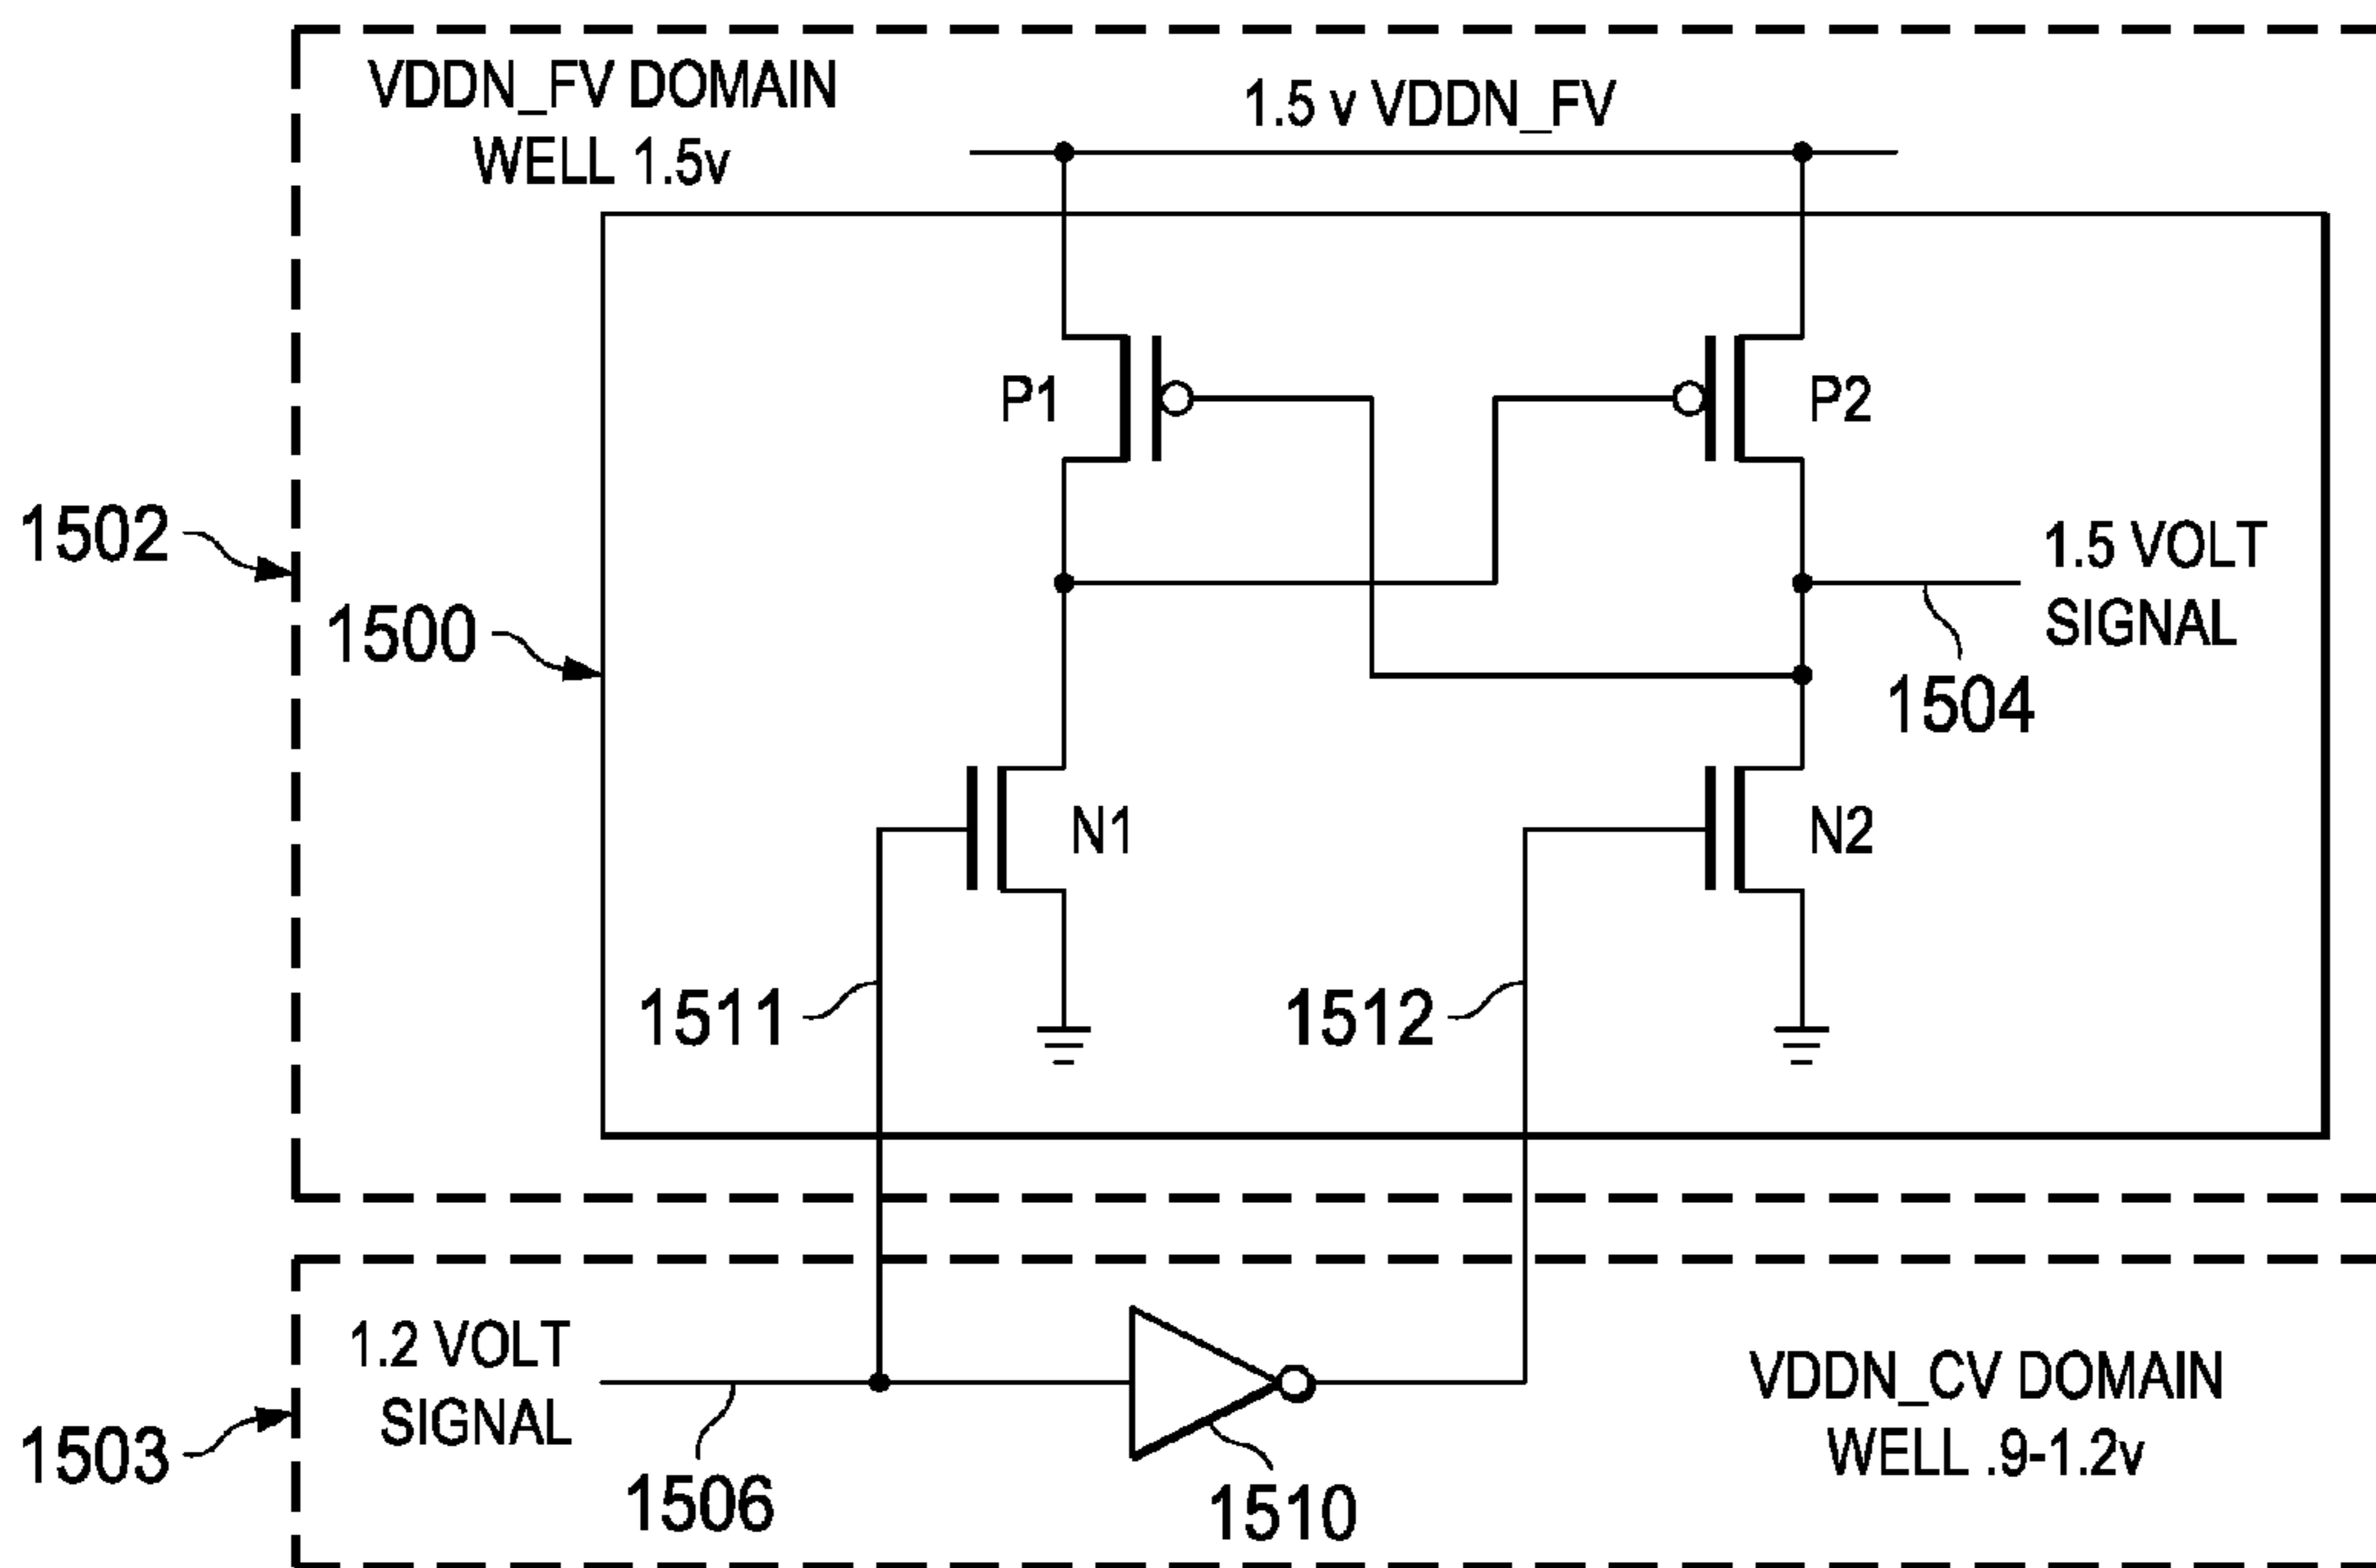 VDDN_FV DOMAIN
WELL 1.5v
1.5 v VDDN_FV
P1
P2
1502
1500
1.5 VOLT
SIGNAL
1504
N1
N2
1511
1512
1.2 VOLT
SIGNAL
1503
1506
1510
VDDN_CV DOMAIN
WELL .9-1.2v